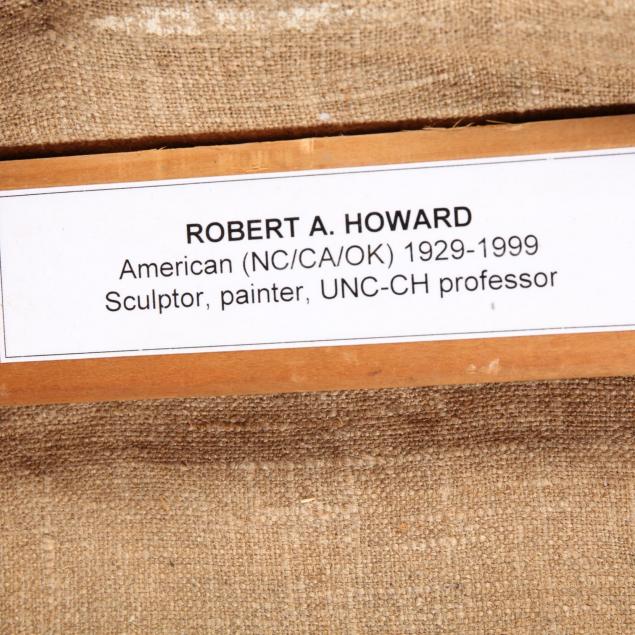 ROBERT A. HOWARD
American (NC/CA/OK) 1929-1999
Sculptor, painter, UNC-CH professor